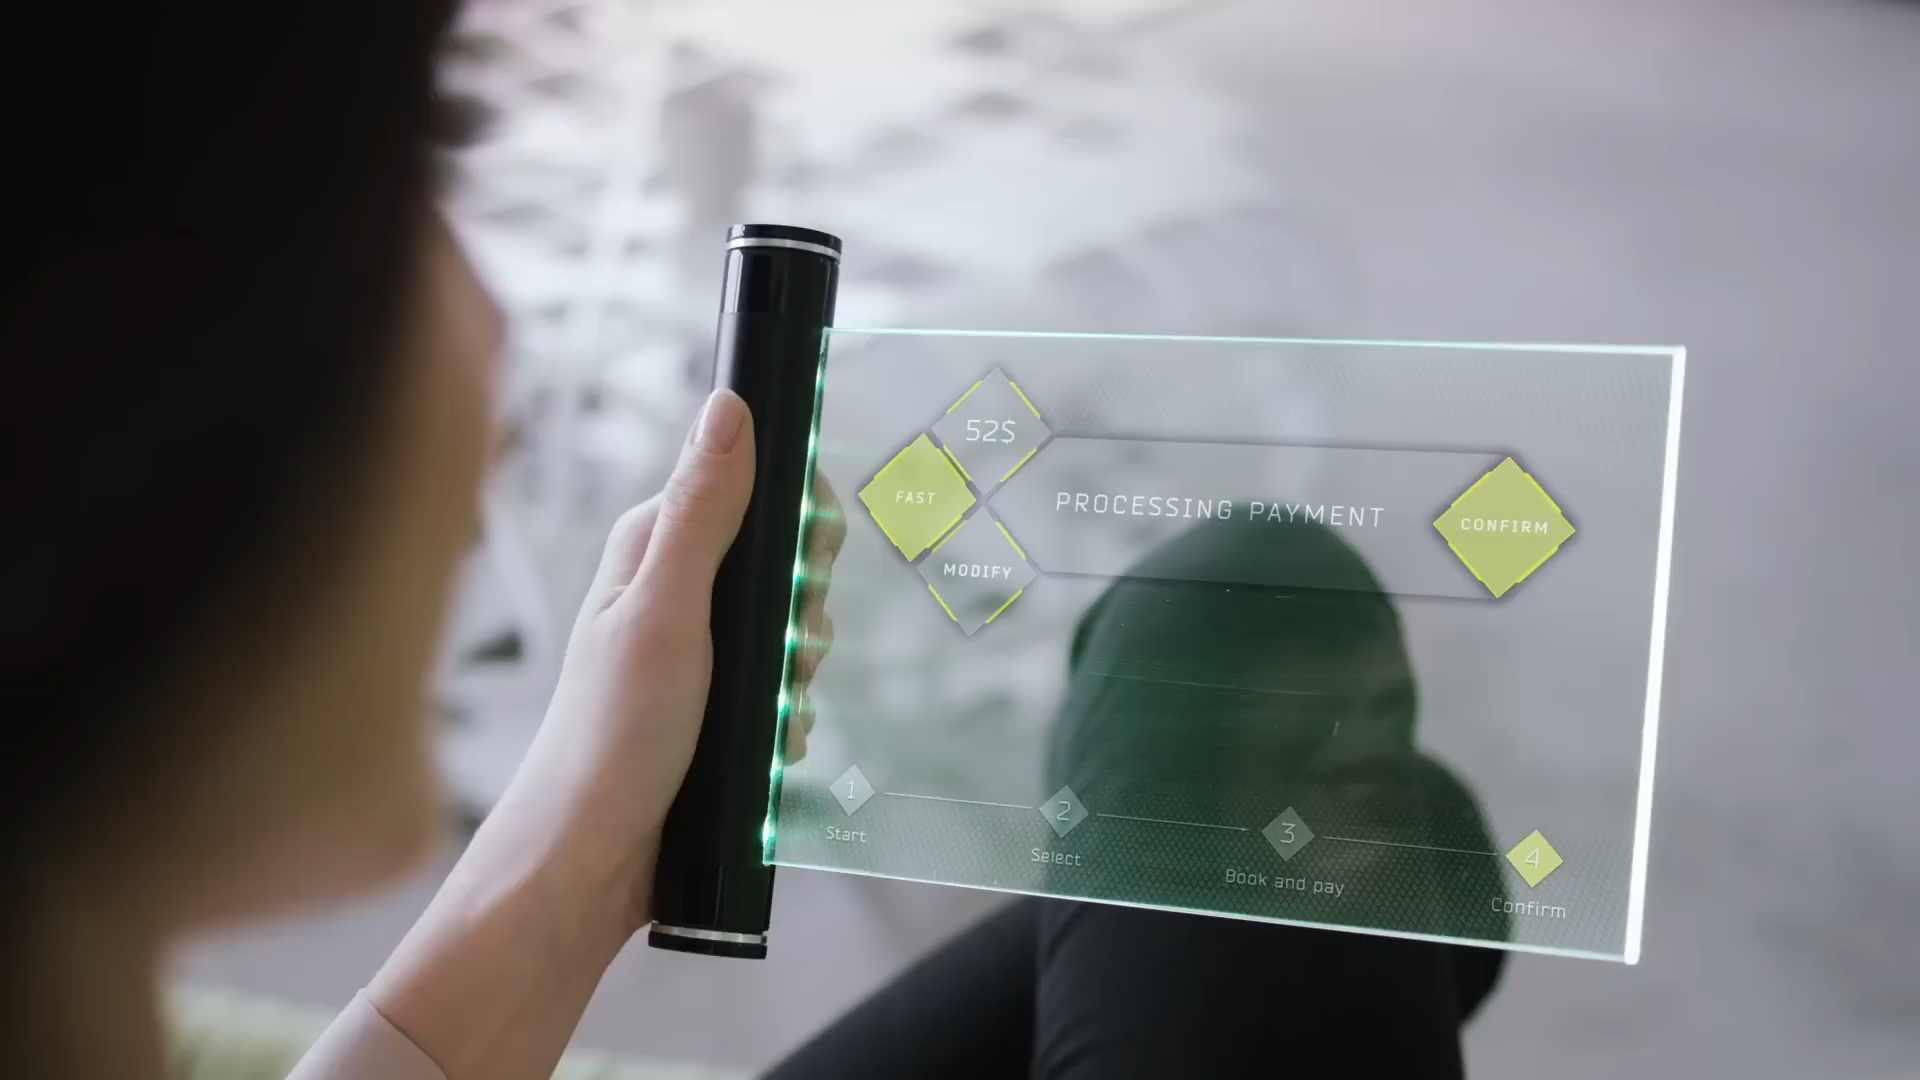 52$
FAST
MODIFY
PROCESSING PAYMENT
CONFIRM
1
Start
2
Select
3
Book and pay
4
Confirm